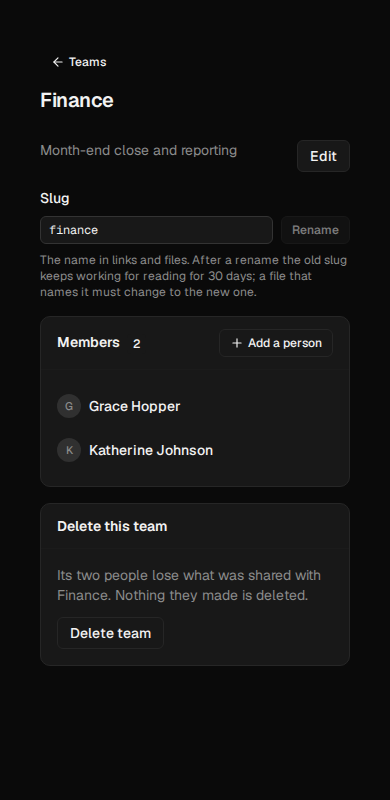 Teams
Finance
Month-end close and reporting
Edit
Slug
finance
Rename
The name in links and files. After a rename the old slug
keeps working for reading for 30 days; a file that
names it must change to the new one.
Members 2
Add a person
G Grace Hopper
K Katherine Johnson
Delete this team
Its two people lose what was shared with
Finance. Nothing they made is deleted.
Delete team